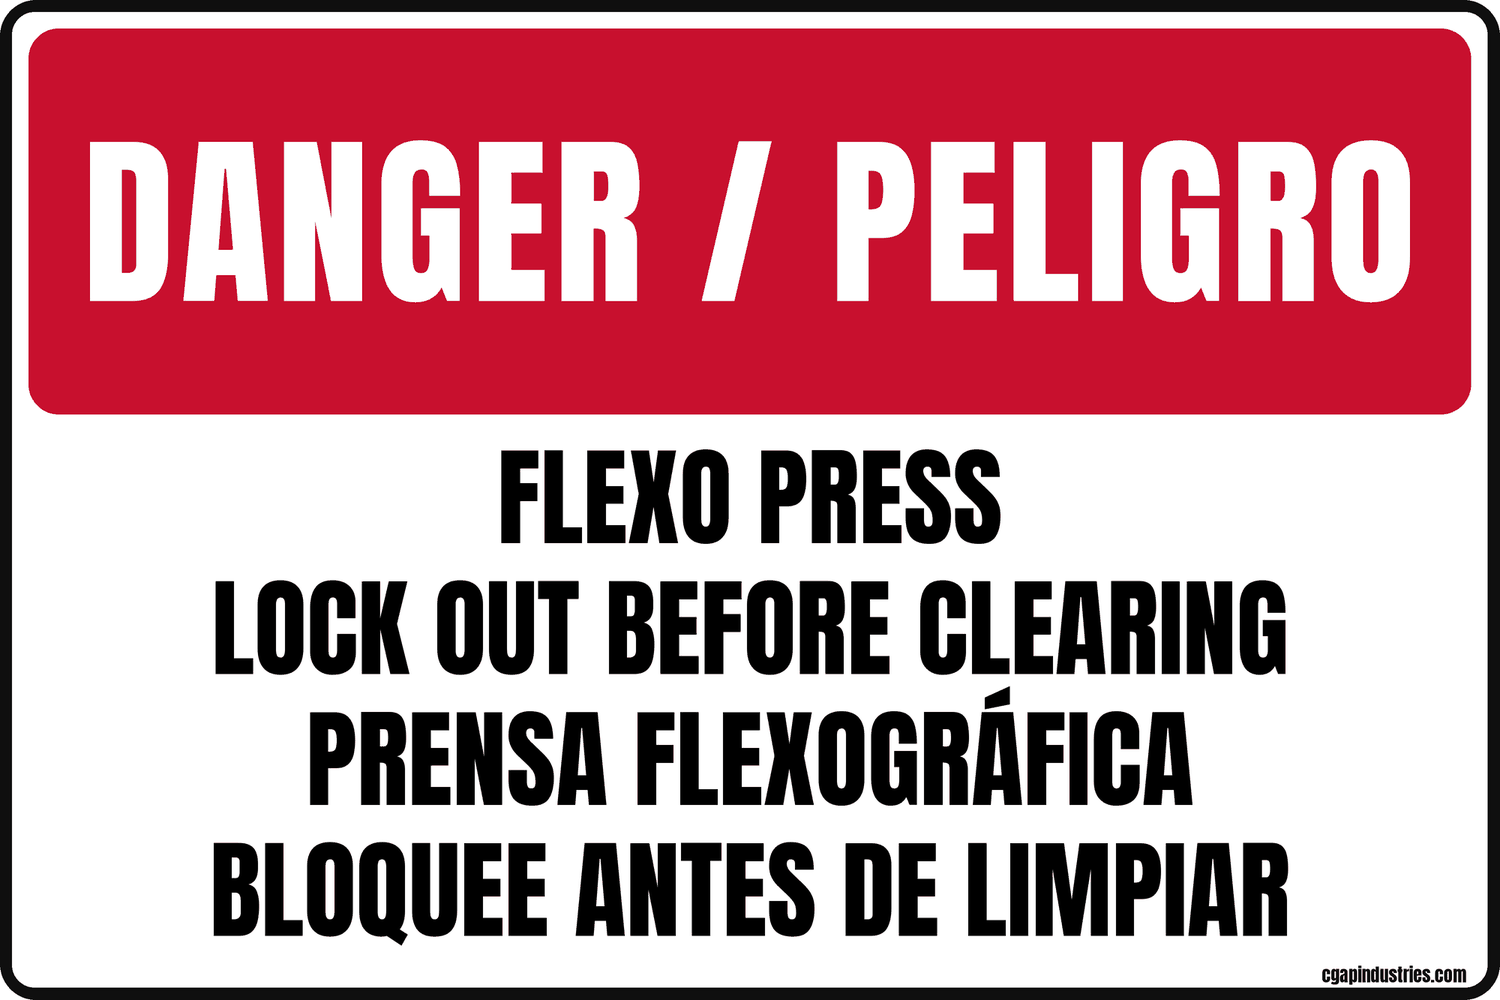 DANGER / PELIGRO
FLEXO PRESS
LOCK OUT BEFORE CLEARING
PRENSA FLEXOGRÁFICA
BLOQUEE ANTES DE LIMPIAR
cgapindustries.com